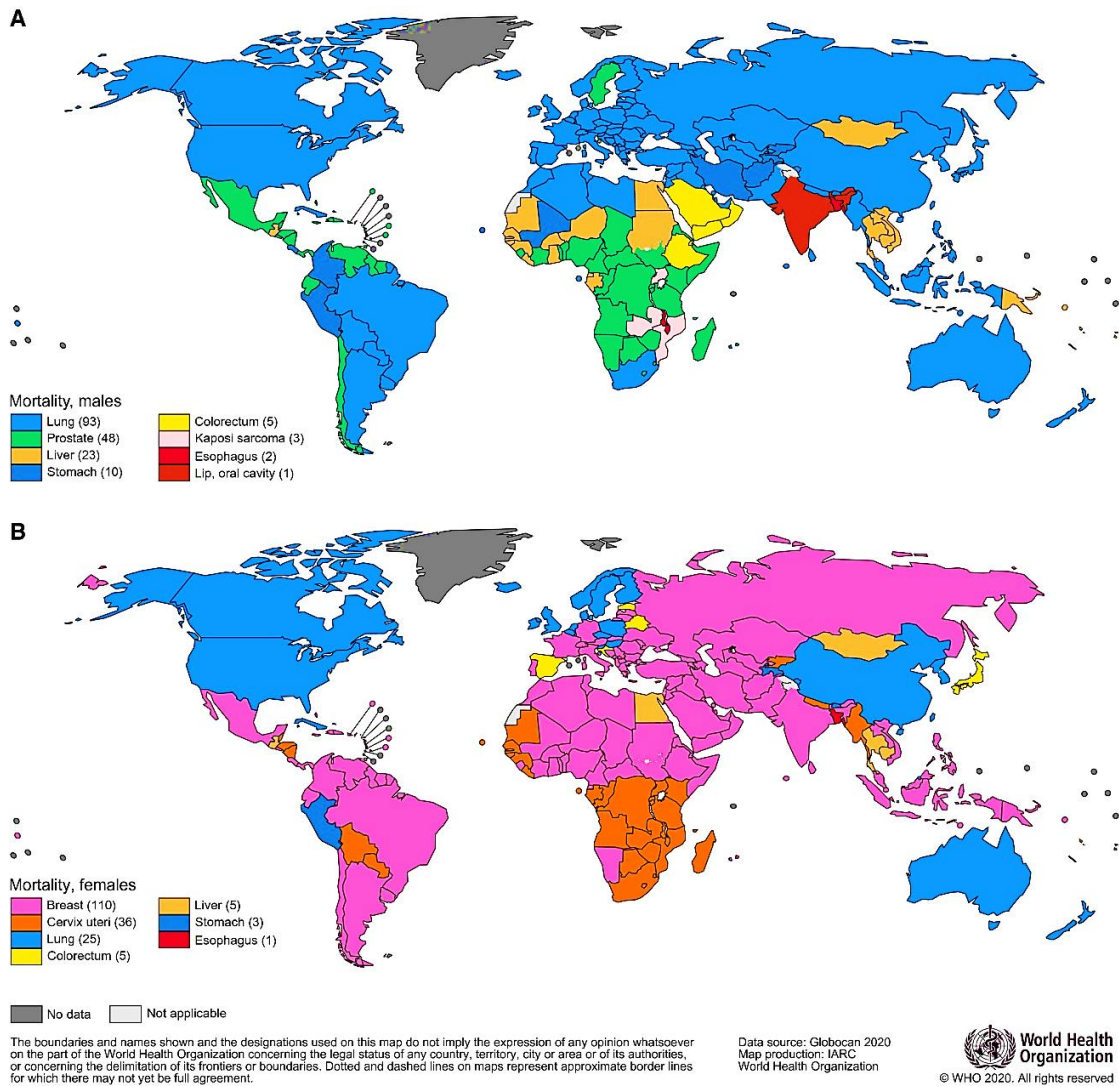 A
Mortality, males
Lung (93)
Prostate (48)
Liver (23)
Stomach (10)
Colorectum (5)
Kaposi sarcoma (3)
Esophagus (2)
Lip, oral cavity (1)
B
Mortality, females
Breast (110)
Cervix uteri (36)
Lung (25)
Colorectum (5)
Liver (5)
Stomach (3)
Esophagus (1)
No data
Not applicable
The boundaries and names shown and the designations used on this map do not imply the expression of any opinion whatsoever
on the part of the World Health Organization concerning the legal status of any country, territory, city or area or of its authorities,
or concerning the delimitation of its frontiers or boundaries. Dotted and dashed lines on maps represent approximate border lines
for which there may not yet be full agreement.
Data source: Globocan 2020
Map production: IARC
World Health Organization
World Health
Organization
© WHO 2020. All rights reserved